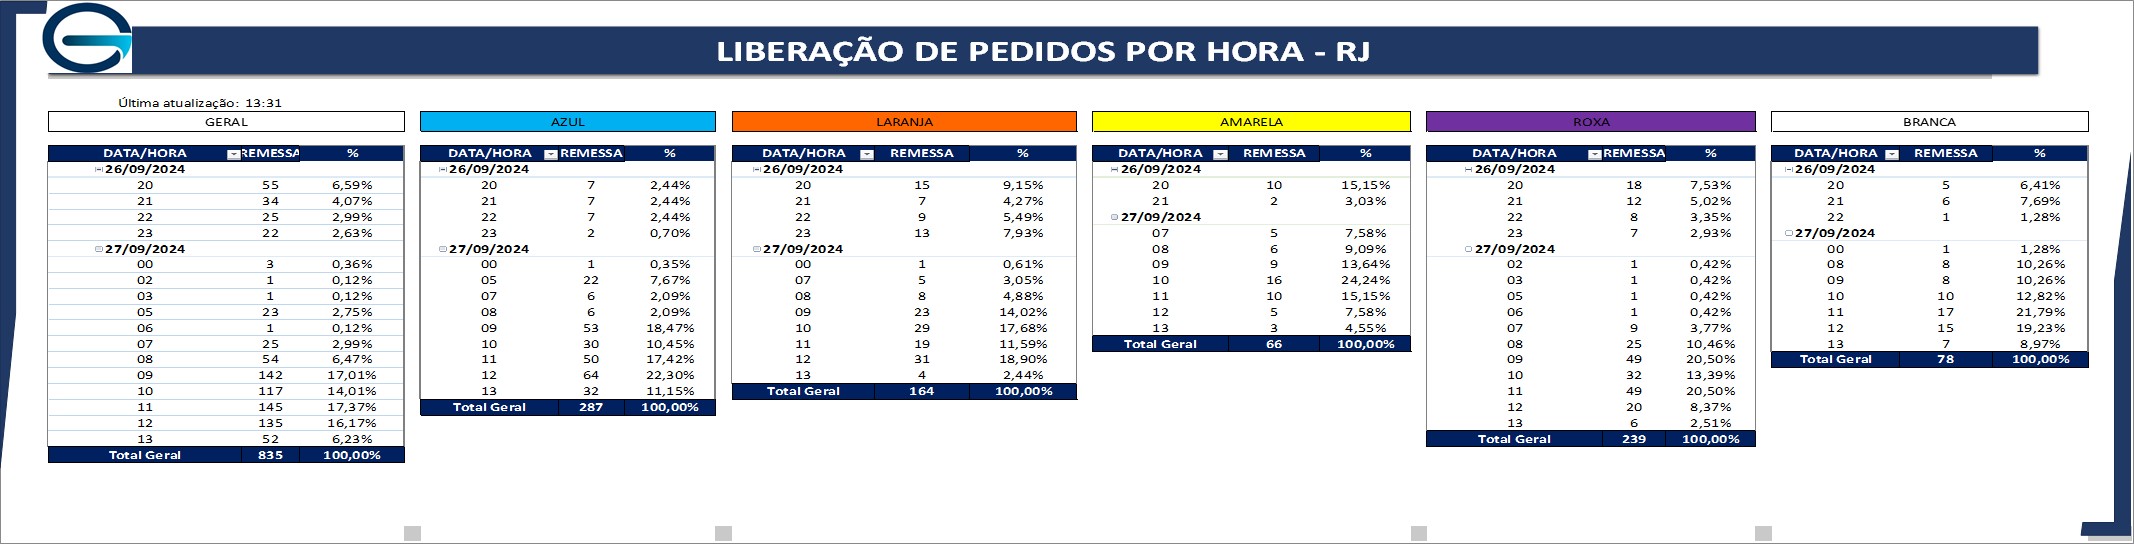 LIBERAÇÃO DE PEDIDOS POR HORA - RJ
Última atualização: 13:31
GERAL
DATA/HORA REMESSA %
26/09/2024
20 55 6,59%
21 34 4,07%
22 25 2,99%
23 22 2,63%
27/09/2024
00 3 0,36%
02 1 0,12%
03 1 0,12%
05 23 2,75%
06 1 0,12%
07 25 2,99%
08 54 6,47%
09 142 17,01%
10 117 14,01%
11 145 17,37%
12 135 16,17%
13 52 6,23%
Total Geral 835 100,00%
AZUL
DATA/HORA REMESSA %
26/09/2024
20 7 2,44%
21 7 2,44%
22 7 2,44%
23 2 0,70%
27/09/2024
00 1 0,35%
05 22 7,67%
07 6 2,09%
08 6 2,09%
09 53 18,47%
10 30 10,45%
11 50 17,42%
12 64 22,30%
13 32 11,15%
Total Geral 287 100,00%
LARANJA
DATA/HORA REMESSA %
26/09/2024
20 15 9,15%
21 7 4,27%
22 9 5,49%
23 13 7,93%
27/09/2024
00 1 0,61%
07 5 3,05%
08 8 4,88%
09 23 14,02%
10 29 17,68%
11 19 11,59%
12 31 18,90%
13 4 2,44%
Total Geral 164 100,00%
AMARELA
DATA/HORA REMESSA %
26/09/2024
20 10 15,15%
21 2 3,03%
27/09/2024
07 5 7,58%
08 6 9,09%
09 9 13,64%
10 16 24,24%
11 10 15,15%
12 5 7,58%
13 3 4,55%
Total Geral 66 100,00%
ROXA
DATA/HORA REMESSA %
26/09/2024
20 18 7,53%
21 12 5,02%
22 8 3,35%
23 7 2,93%
27/09/2024
02 1 0,42%
03 1 0,42%
05 1 0,42%
06 1 0,42%
07 9 3,77%
08 25 10,46%
09 49 20,50%
10 32 13,39%
11 49 20,50%
12 20 8,37%
13 6 2,51%
Total Geral 239 100,00%
BRANCA
DATA/HORA REMESSA %
26/09/2024
20 5 6,41%
21 6 7,69%
22 1 1,28%
27/09/2024
00 1 1,28%
08 8 10,26%
09 8 10,26%
10 10 12,82%
11 17 21,79%
12 15 19,23%
13 7 8,97%
Total Geral 78 100,00%